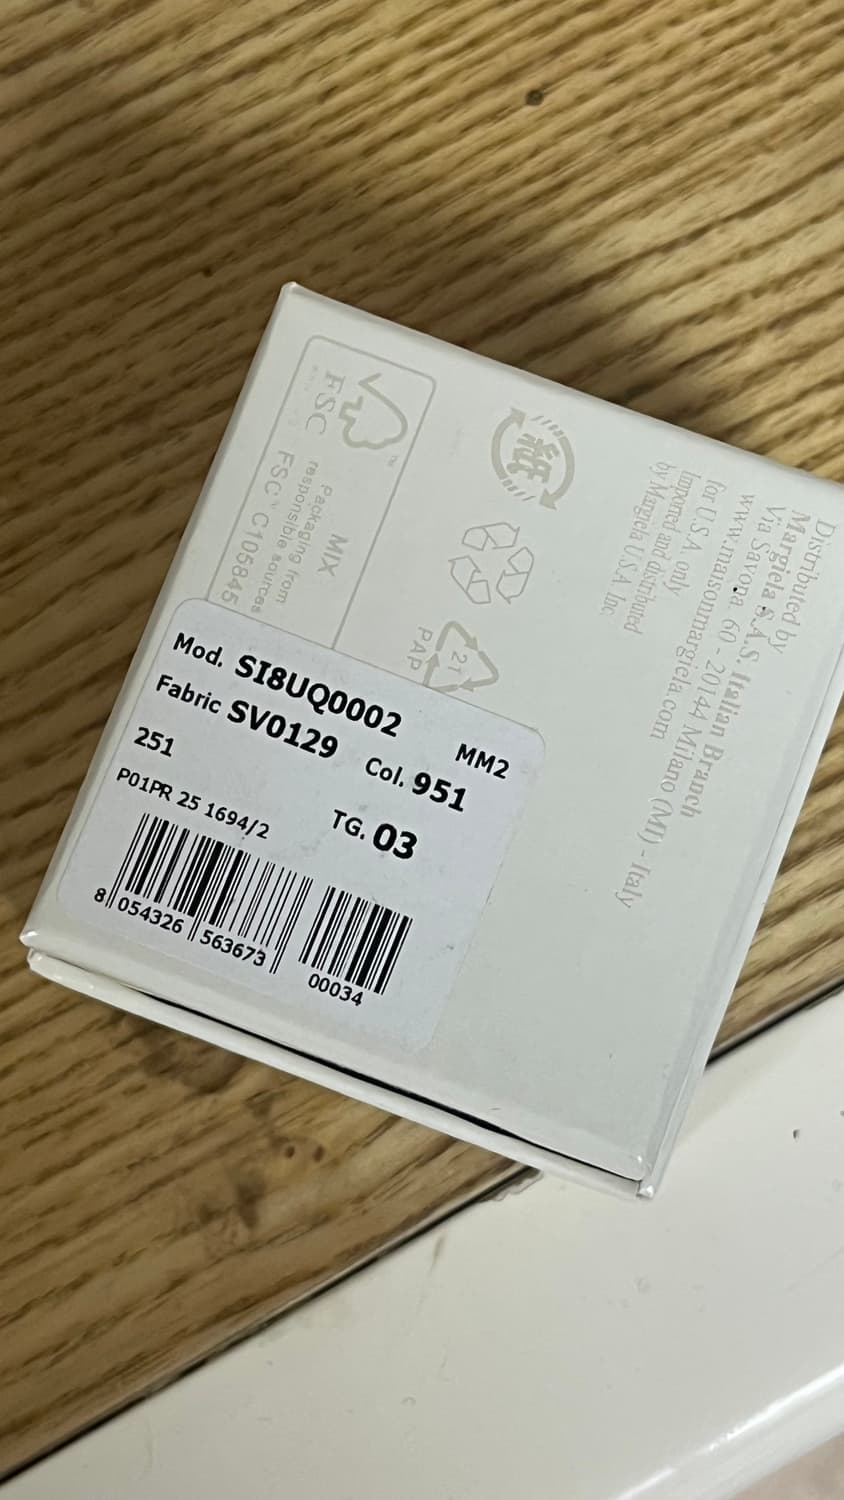 Distributed by
Margiela S.A.S. Italian Branch
Via Savona, 60 - 20144 Milano (MI) - Italy
www.maisonmargiela.com
for U.S.A. only
Imported and distributed
by Margiela U.S.A. Inc.
紙
21
PAP
FSC
MIX
Packaging from
responsible sources
FSC™ C105845
Mod. SI8UQ0002
MM2
Fabric SV0129 Col. 951
251
TG. 03
P01PR 25 1694/2
8 054326 563673
00034